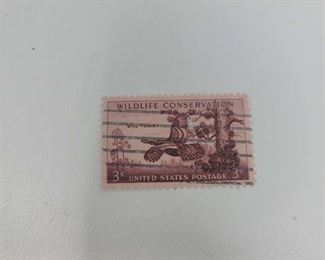 WILDLIFE CONSERVATION
WILD TURKEY
3¢ 3¢
UNITED STATES POSTAGE